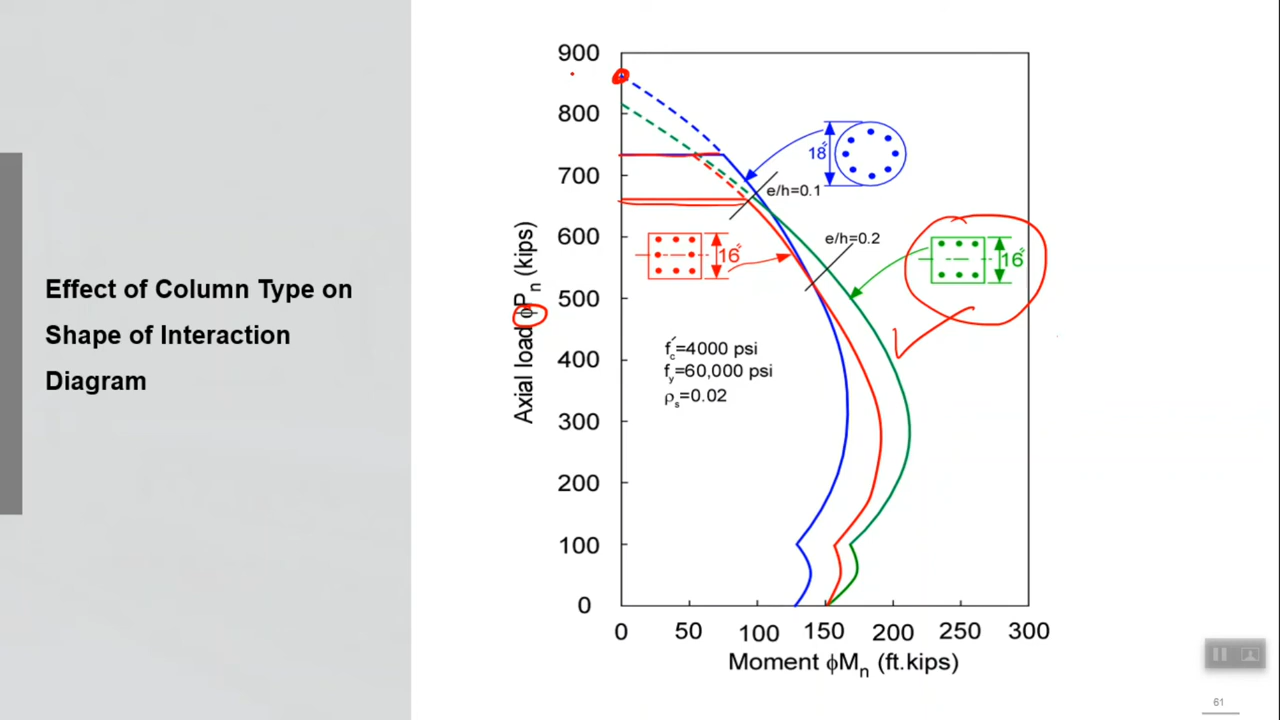 Effect of Column Type on
Shape of Interaction
Diagram
Axial load ϕPn (kips)
900
800
700
600
500
400
300
200
100
0
18"
e/h=0.1
e/h=0.2
16"
16"
f'c=4000 psi
fy=60,000 psi
ρs=0.02
0 50 100 150 200 250 300
Moment ϕMn (ft.kips)
61